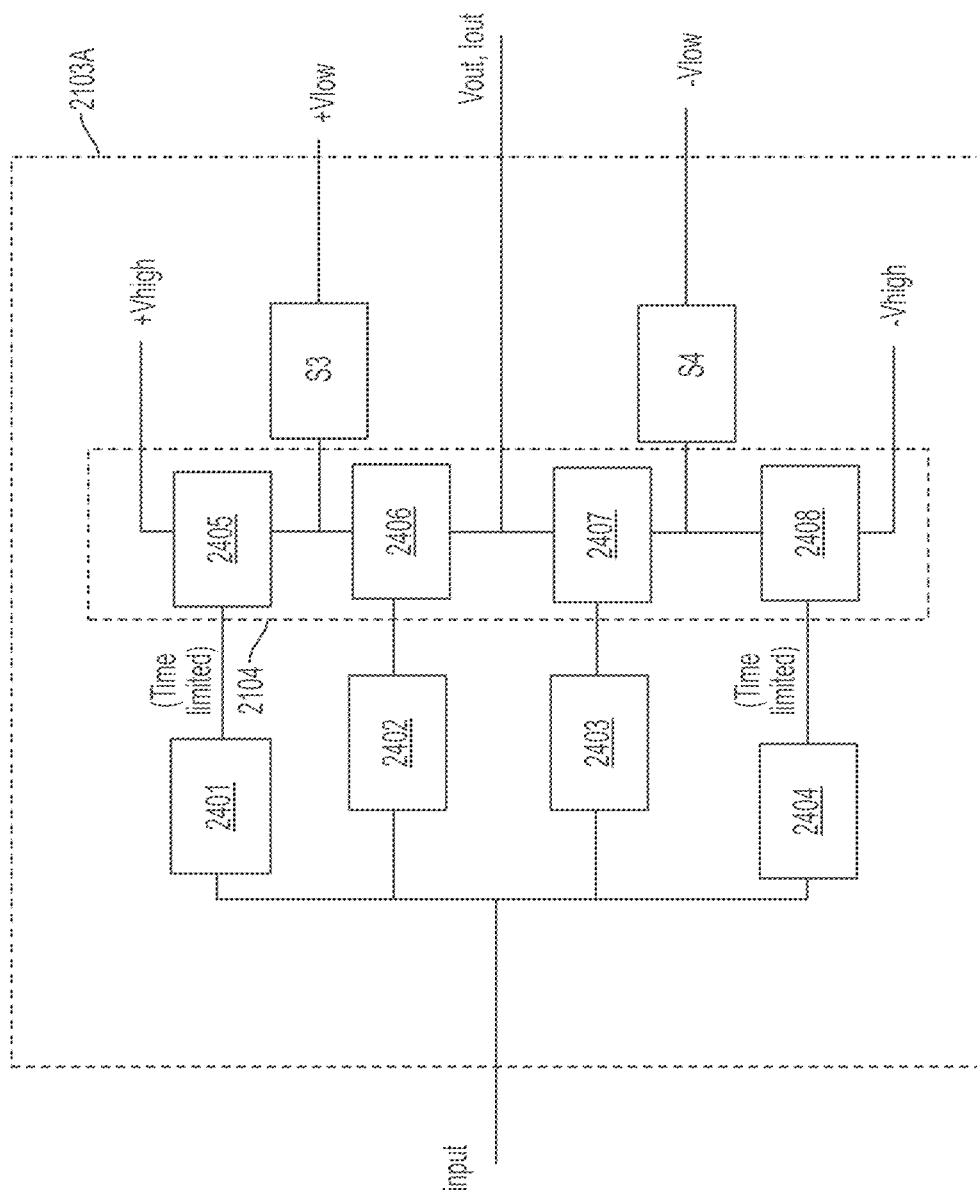 2103A
+Vhigh
+Vlow
S3
2405
(Time
limited)
2401
2104
2406
2402
Vout, Iout
input
2407
2403
S4
-Vlow
2408
(Time
limited)
2404
-Vhigh